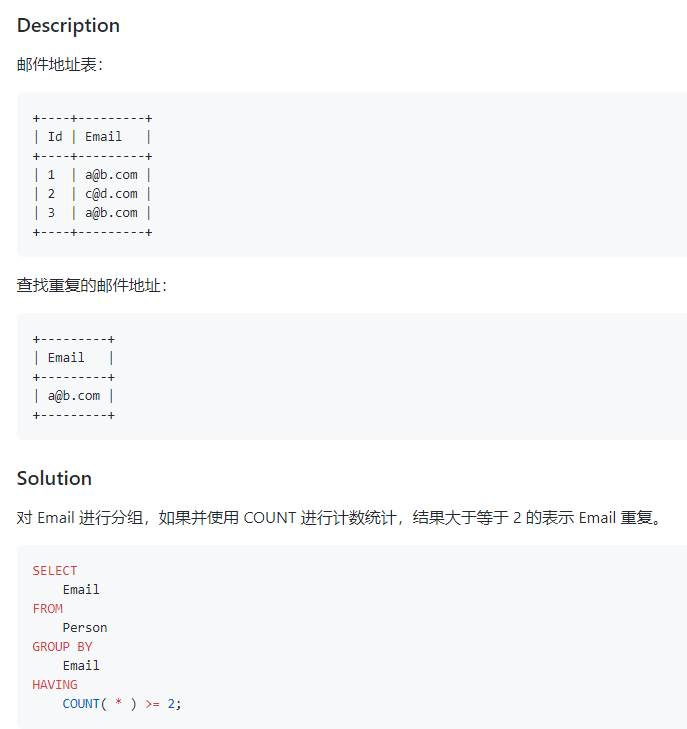 Description
邮件地址表：
+----+---------+
| Id | Email   |
+----+---------+
| 1  | a@b.com |
| 2  | c@d.com |
| 3  | a@b.com |
+----+---------+
查找重复的邮件地址：
+---------+
| Email   |
+---------+
| a@b.com |
+---------+
Solution
对 Email 进行分组，如果并使用 COUNT 进行计数统计，结果大于等于 2 的表示 Email 重复。
SELECT
    Email
FROM
    Person
GROUP BY
    Email
HAVING
    COUNT( * ) >= 2;